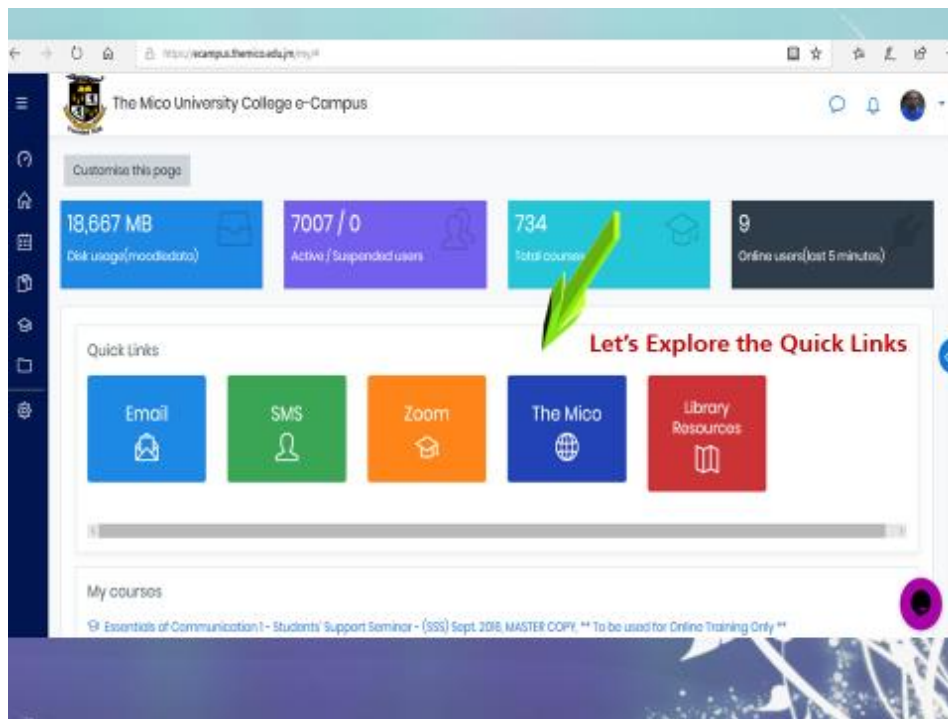 The Mico University College e-Campus
Customise this page
18,667 MB
Disk usage(moodledata)
7007 / 0
Active / Suspended users
734
Total courses
9
Online users(last 5 minutes)
Let's Explore the Quick Links
Quick Links
Email
SMS
Zoom
The Mico
Library
Resources
My courses
Essentials of Communication 1 - Students' Support Seminar - (SSS) Sept. 2016, MASTER COPY, ** To be used for Online Training Only **